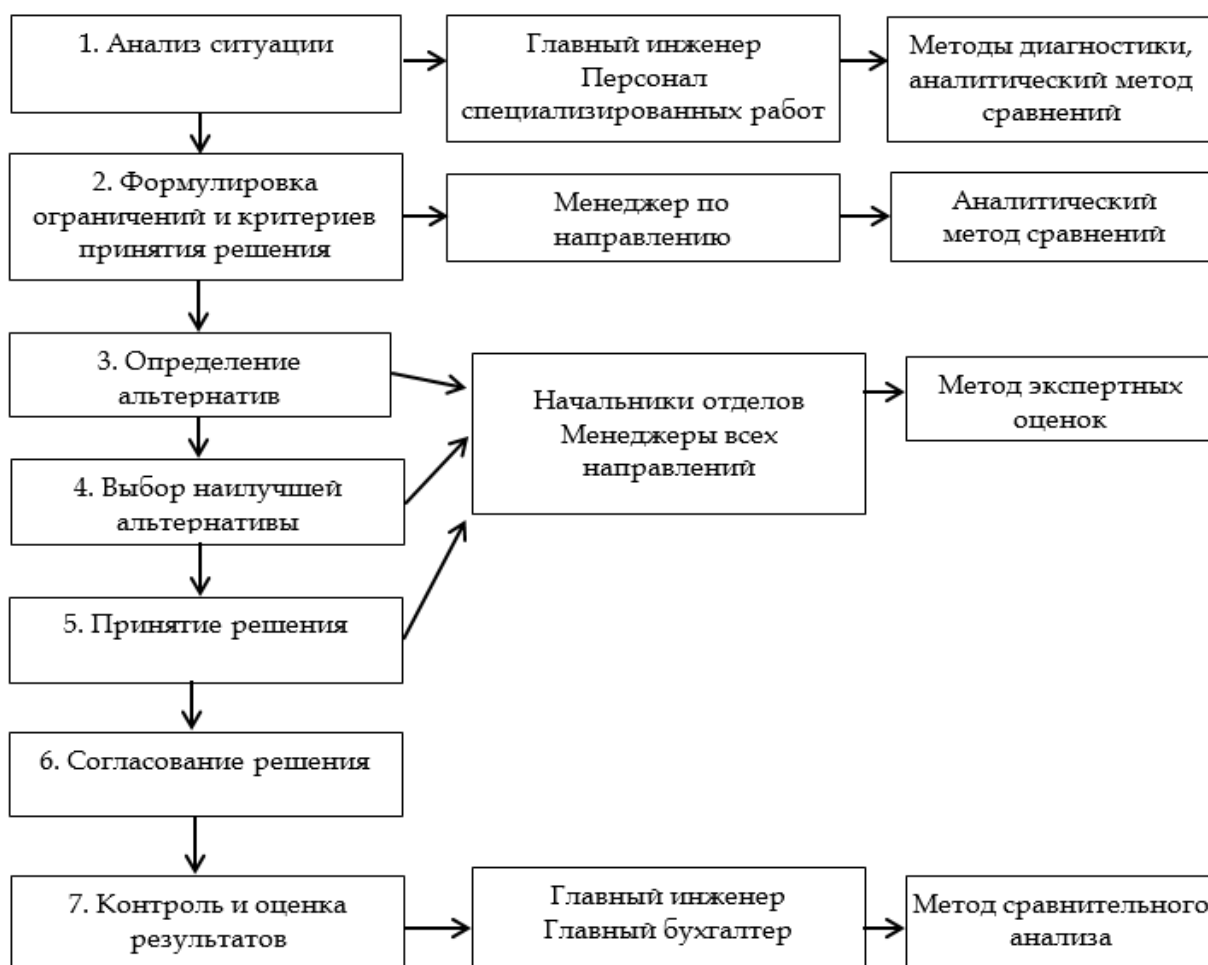 1. Анализ ситуации
Главный инженер
Персонал
специализированных работ
Методы диагностики,
аналитический метод
сравнений
2. Формулировка
ограничений и критериев
принятия решения
Менеджер по
направлению
Аналитический
метод сравнений
3. Определение
альтернатив
Начальники отделов
Менеджеры всех
направлений
Метод экспертных
оценок
4. Выбор наилучшей
альтернативы
5. Принятие решения
6. Согласование решения
7. Контроль и оценка
результатов
Главный инженер
Главный бухгалтер
Метод сравнительного
анализа